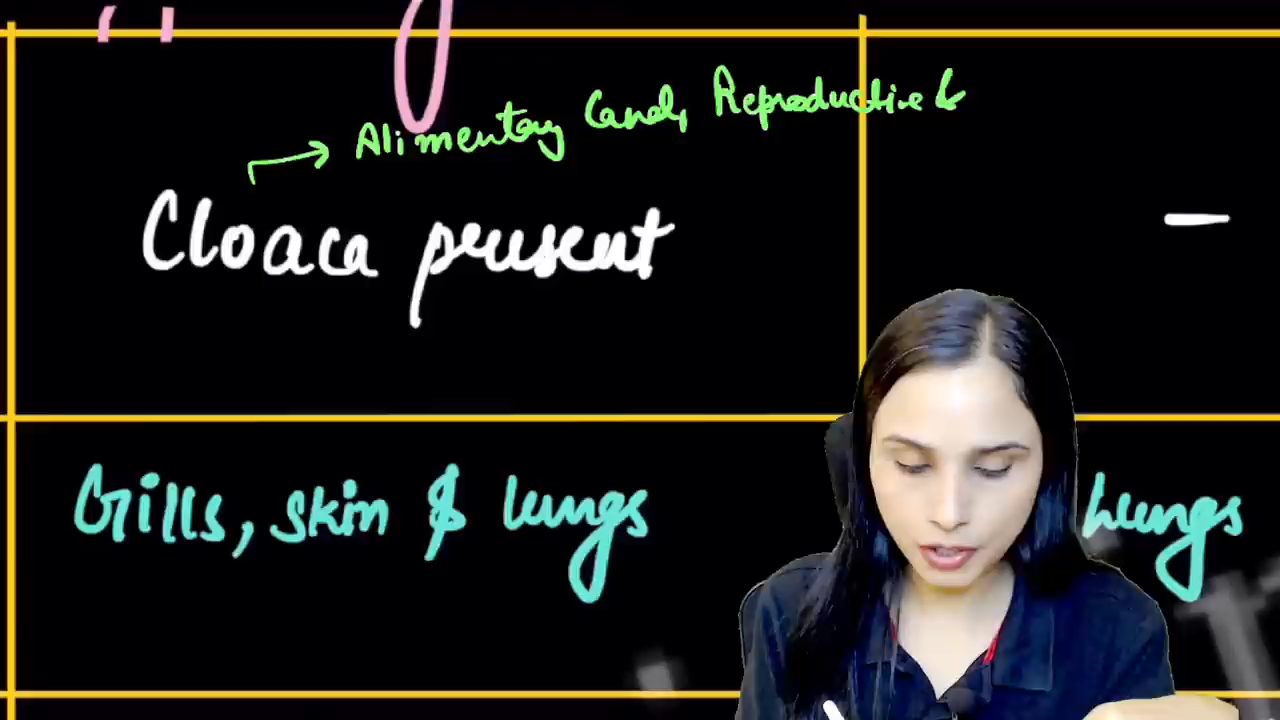 Alimentary Canal, Reproductive &
Cloaca present
—
Gills, skin & lungs
Lungs